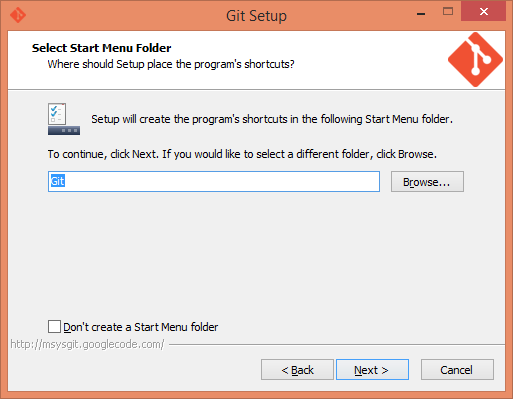 Git Setup
Select Start Menu Folder
Where should Setup place the program's shortcuts?
Setup will create the program's shortcuts in the following Start Menu folder.
To continue, click Next. If you would like to select a different folder, click Browse.
Git
Browse...
Don't create a Start Menu folder
http://msysgit.googlecode.com/
< Back
Next >
Cancel